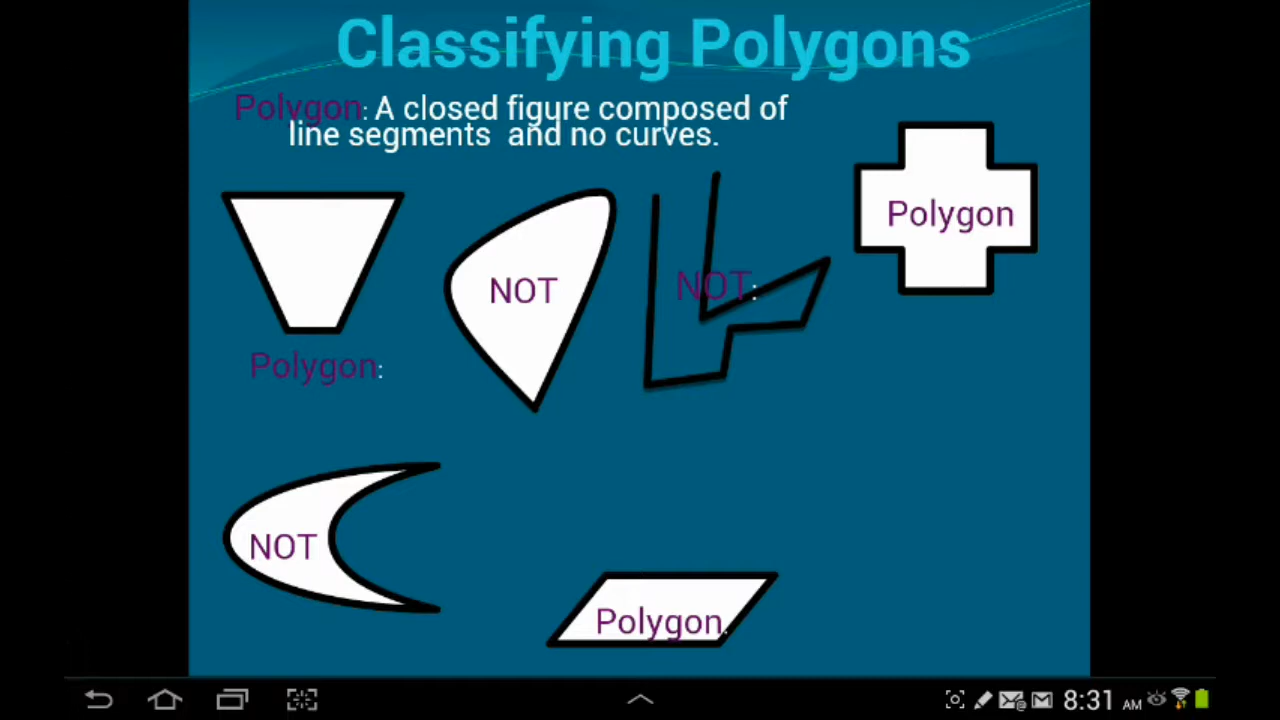 Classifying Polygons
Polygon: A closed figure composed of
line segments and no curves.
Polygon
NOT
NOT:
Polygon:
NOT
Polygon.
8:31 AM